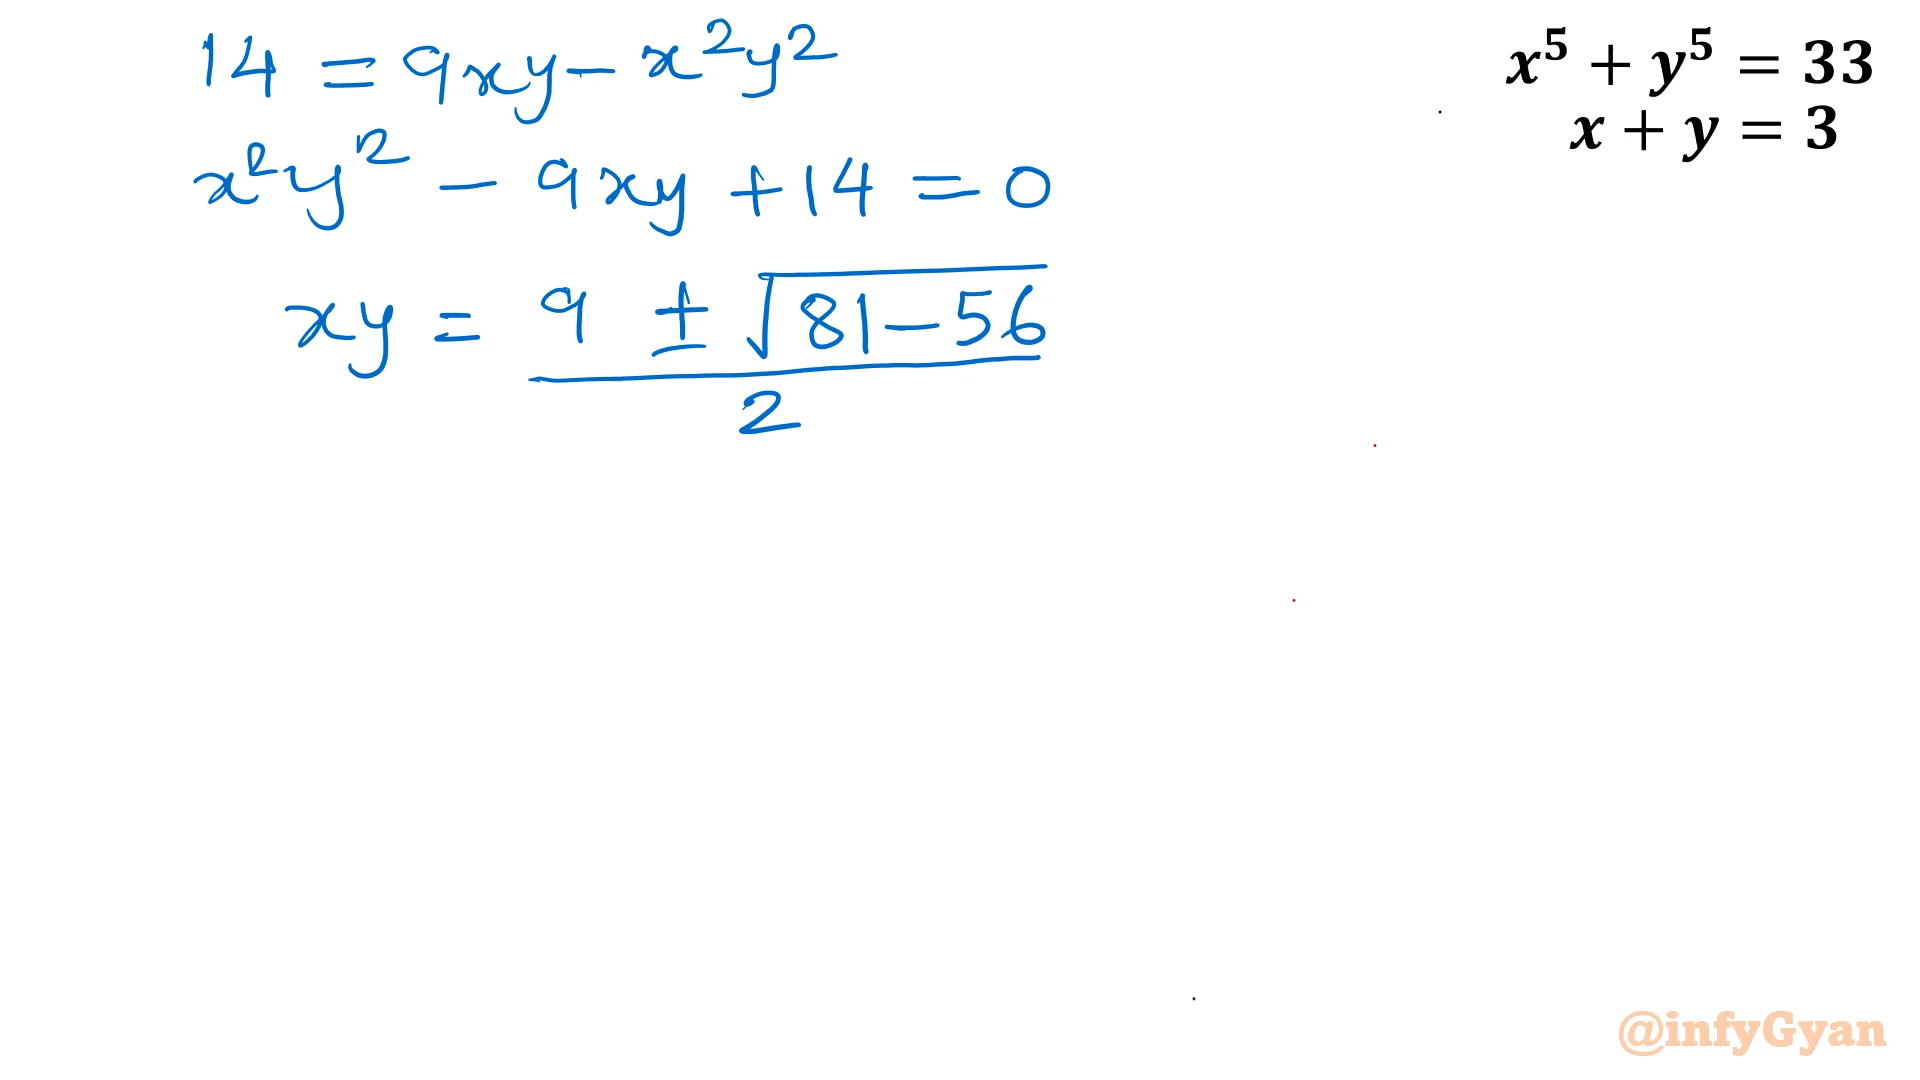 14 = 9xy − x²y²
x²y² − 9xy + 14 = 0
xy = 9 ± √81−56
2
x⁵ + y⁵ = 33
x + y = 3
@infyGyan